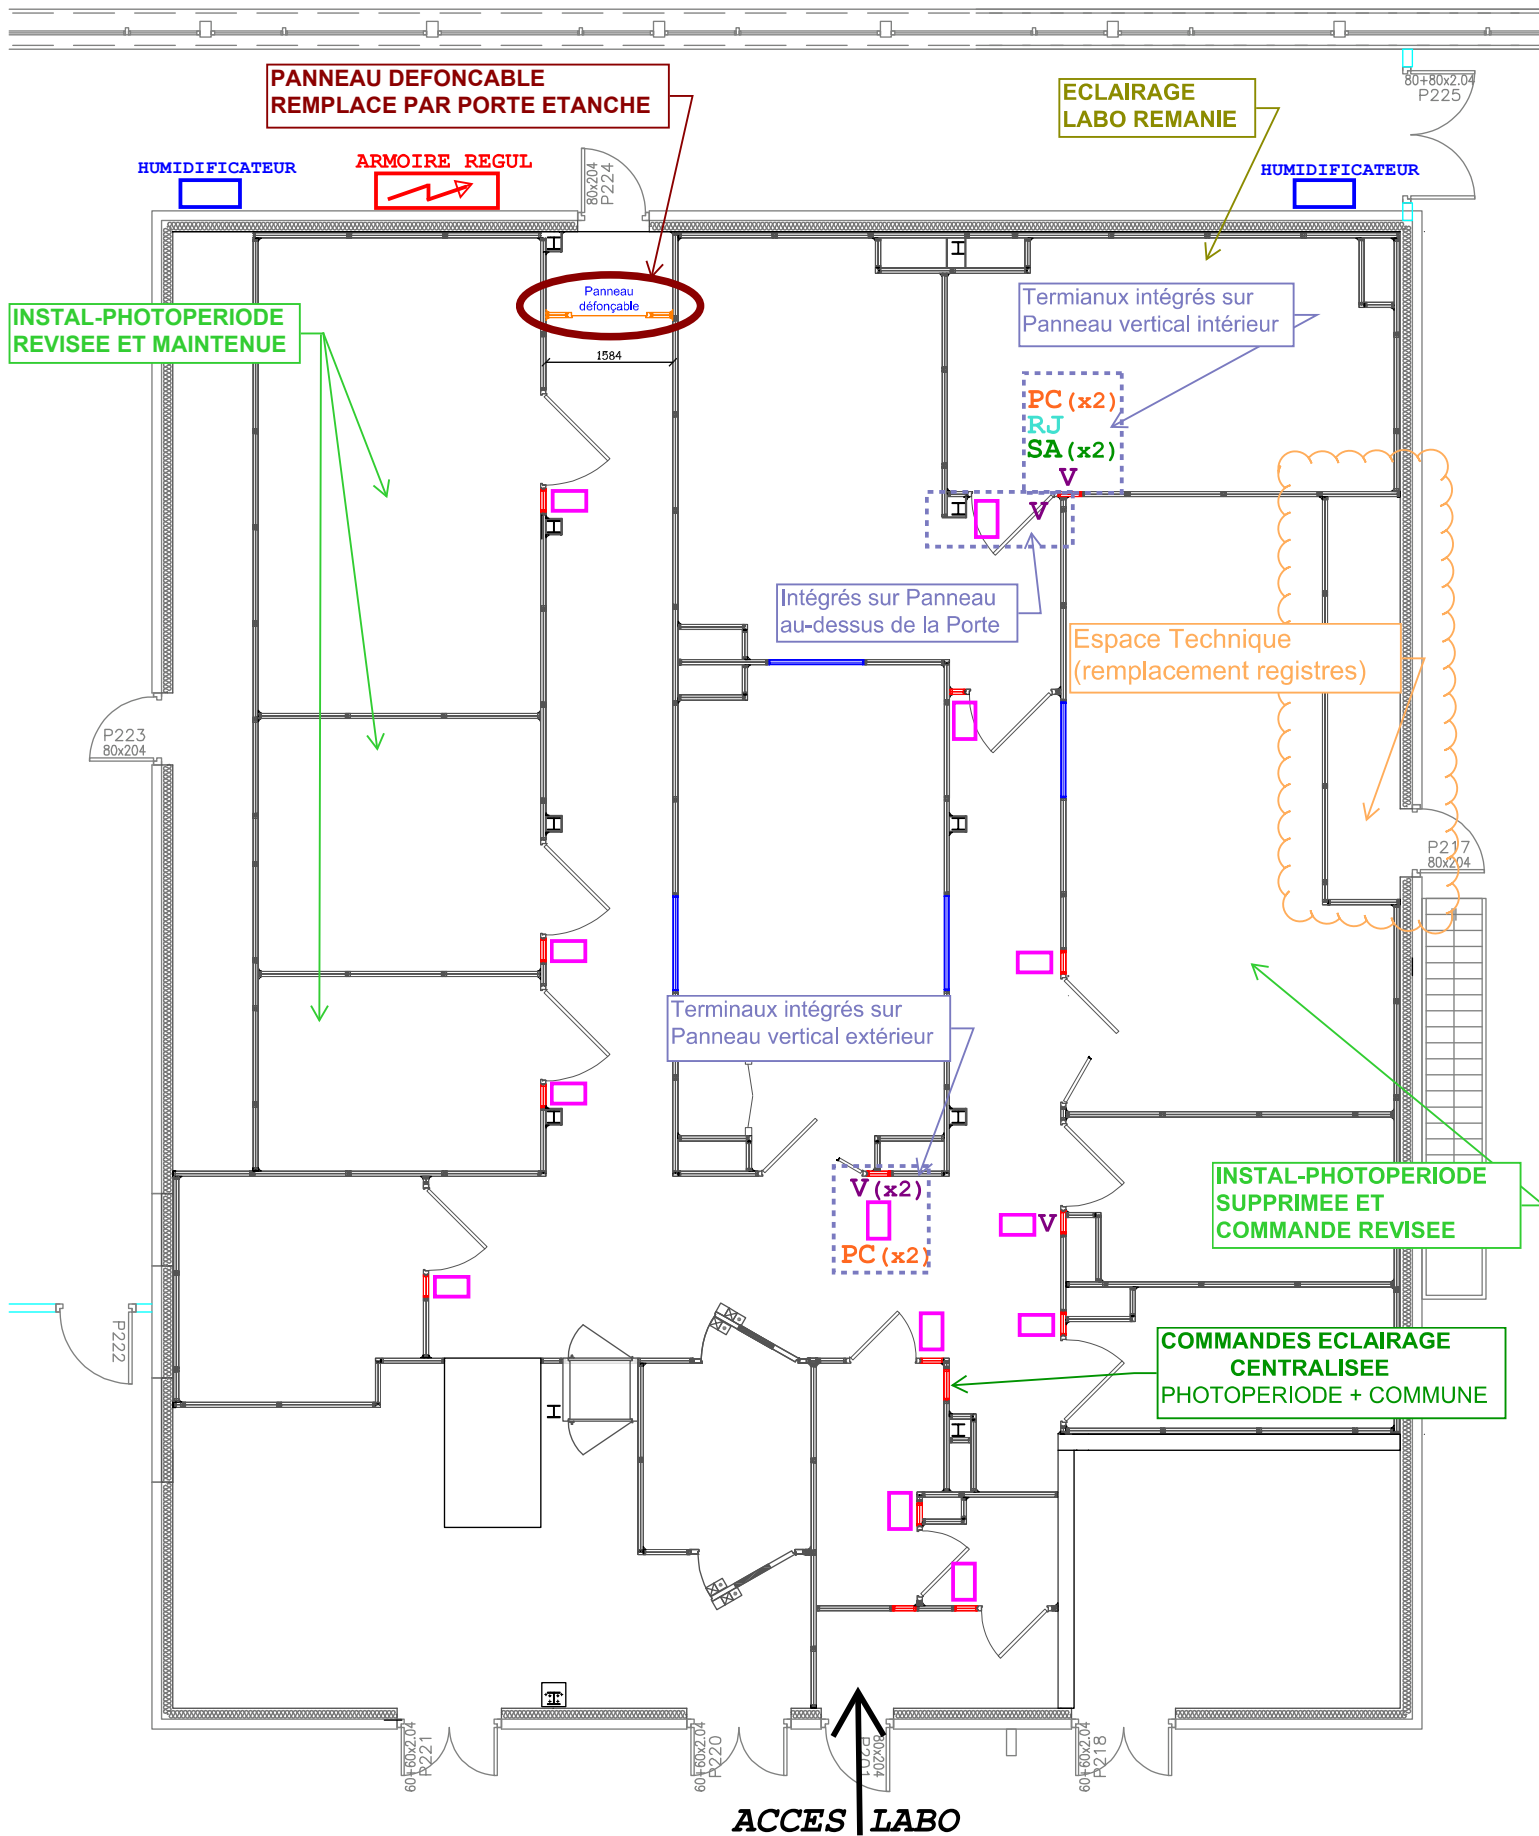 PANNEAU DEFONCABLE
REMPLACE PAR PORTE ETANCHE
ECLAIRAGE
LABO REMANIE
80+80x2.04
P225
HUMIDIFICATEUR
ARMOIRE REGUL
80x204
P224
HUMIDIFICATEUR
Panneau
défonçable
1584
INSTAL-PHOTOPERIODE
REVISEE ET MAINTENUE
Termianux intégrés sur
Panneau vertical intérieur
PC (x2)
RJ
SA (x2)
V
V
Intégrés sur Panneau
au-dessus de la Porte
Espace Technique
(remplacement registres)
P223
80x204
P217
80x204
Terminaux intégrés sur
Panneau vertical extérieur
V (x2)
PC (x2)
V
INSTAL-PHOTOPERIODE
SUPPRIMEE ET
COMMANDE REVISEE
P222
COMMANDES ECLAIRAGE
CENTRALISEE
PHOTOPERIODE + COMMUNE
60+60x2.04
P221
60+60x2.04
P220
P201
80x204
60+60x2.04
P218
ACCES LABO